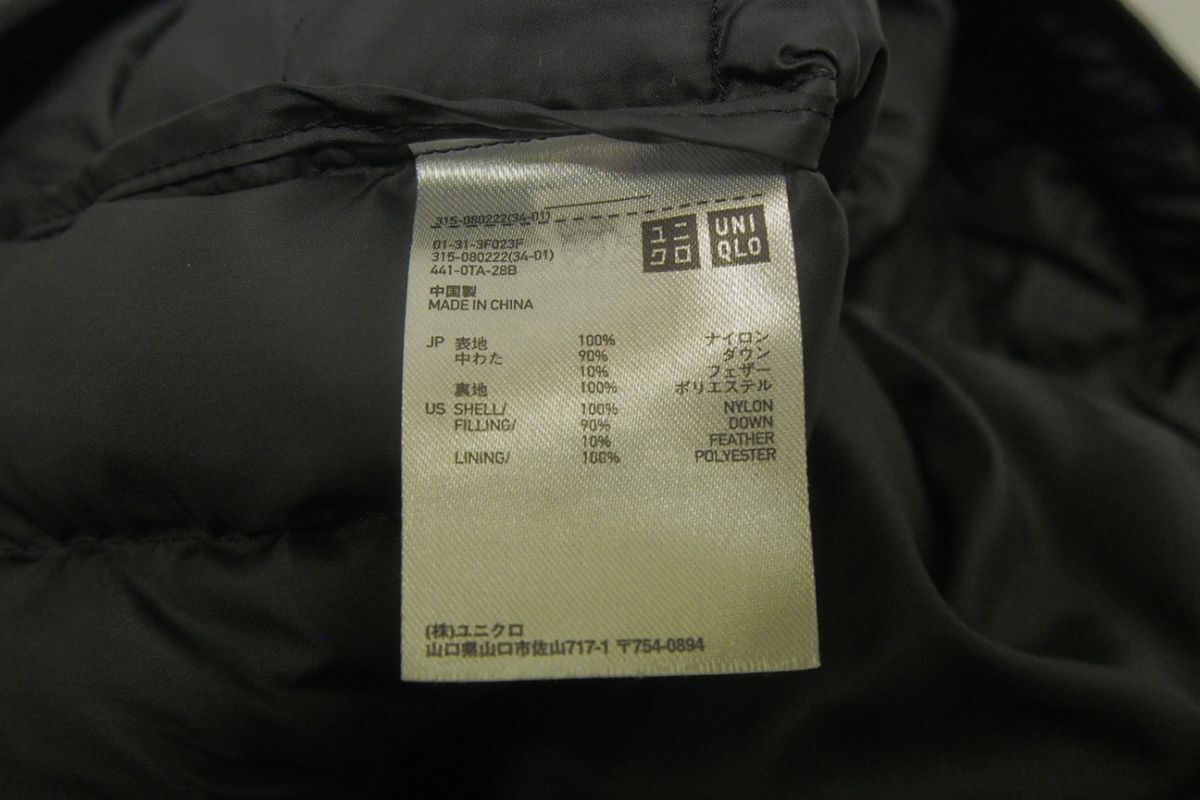 315-080222(34-01)
ユニ
クロ
UNI
QLO
01-31-3F023F
315-080222(34-01)
441-0TA-28B
中国製
MADE IN CHINA
JP 表地 100% ナイロン
中わた 90% ダウン
10% フェザー
裏地 100% ポリエステル
US SHELL/ 100% NYLON
FILLING/ 90% DOWN
10% FEATHER
LINING/ 100% POLYESTER
(株)ユニクロ
山口県山口市佐山717-1 〒754-0894